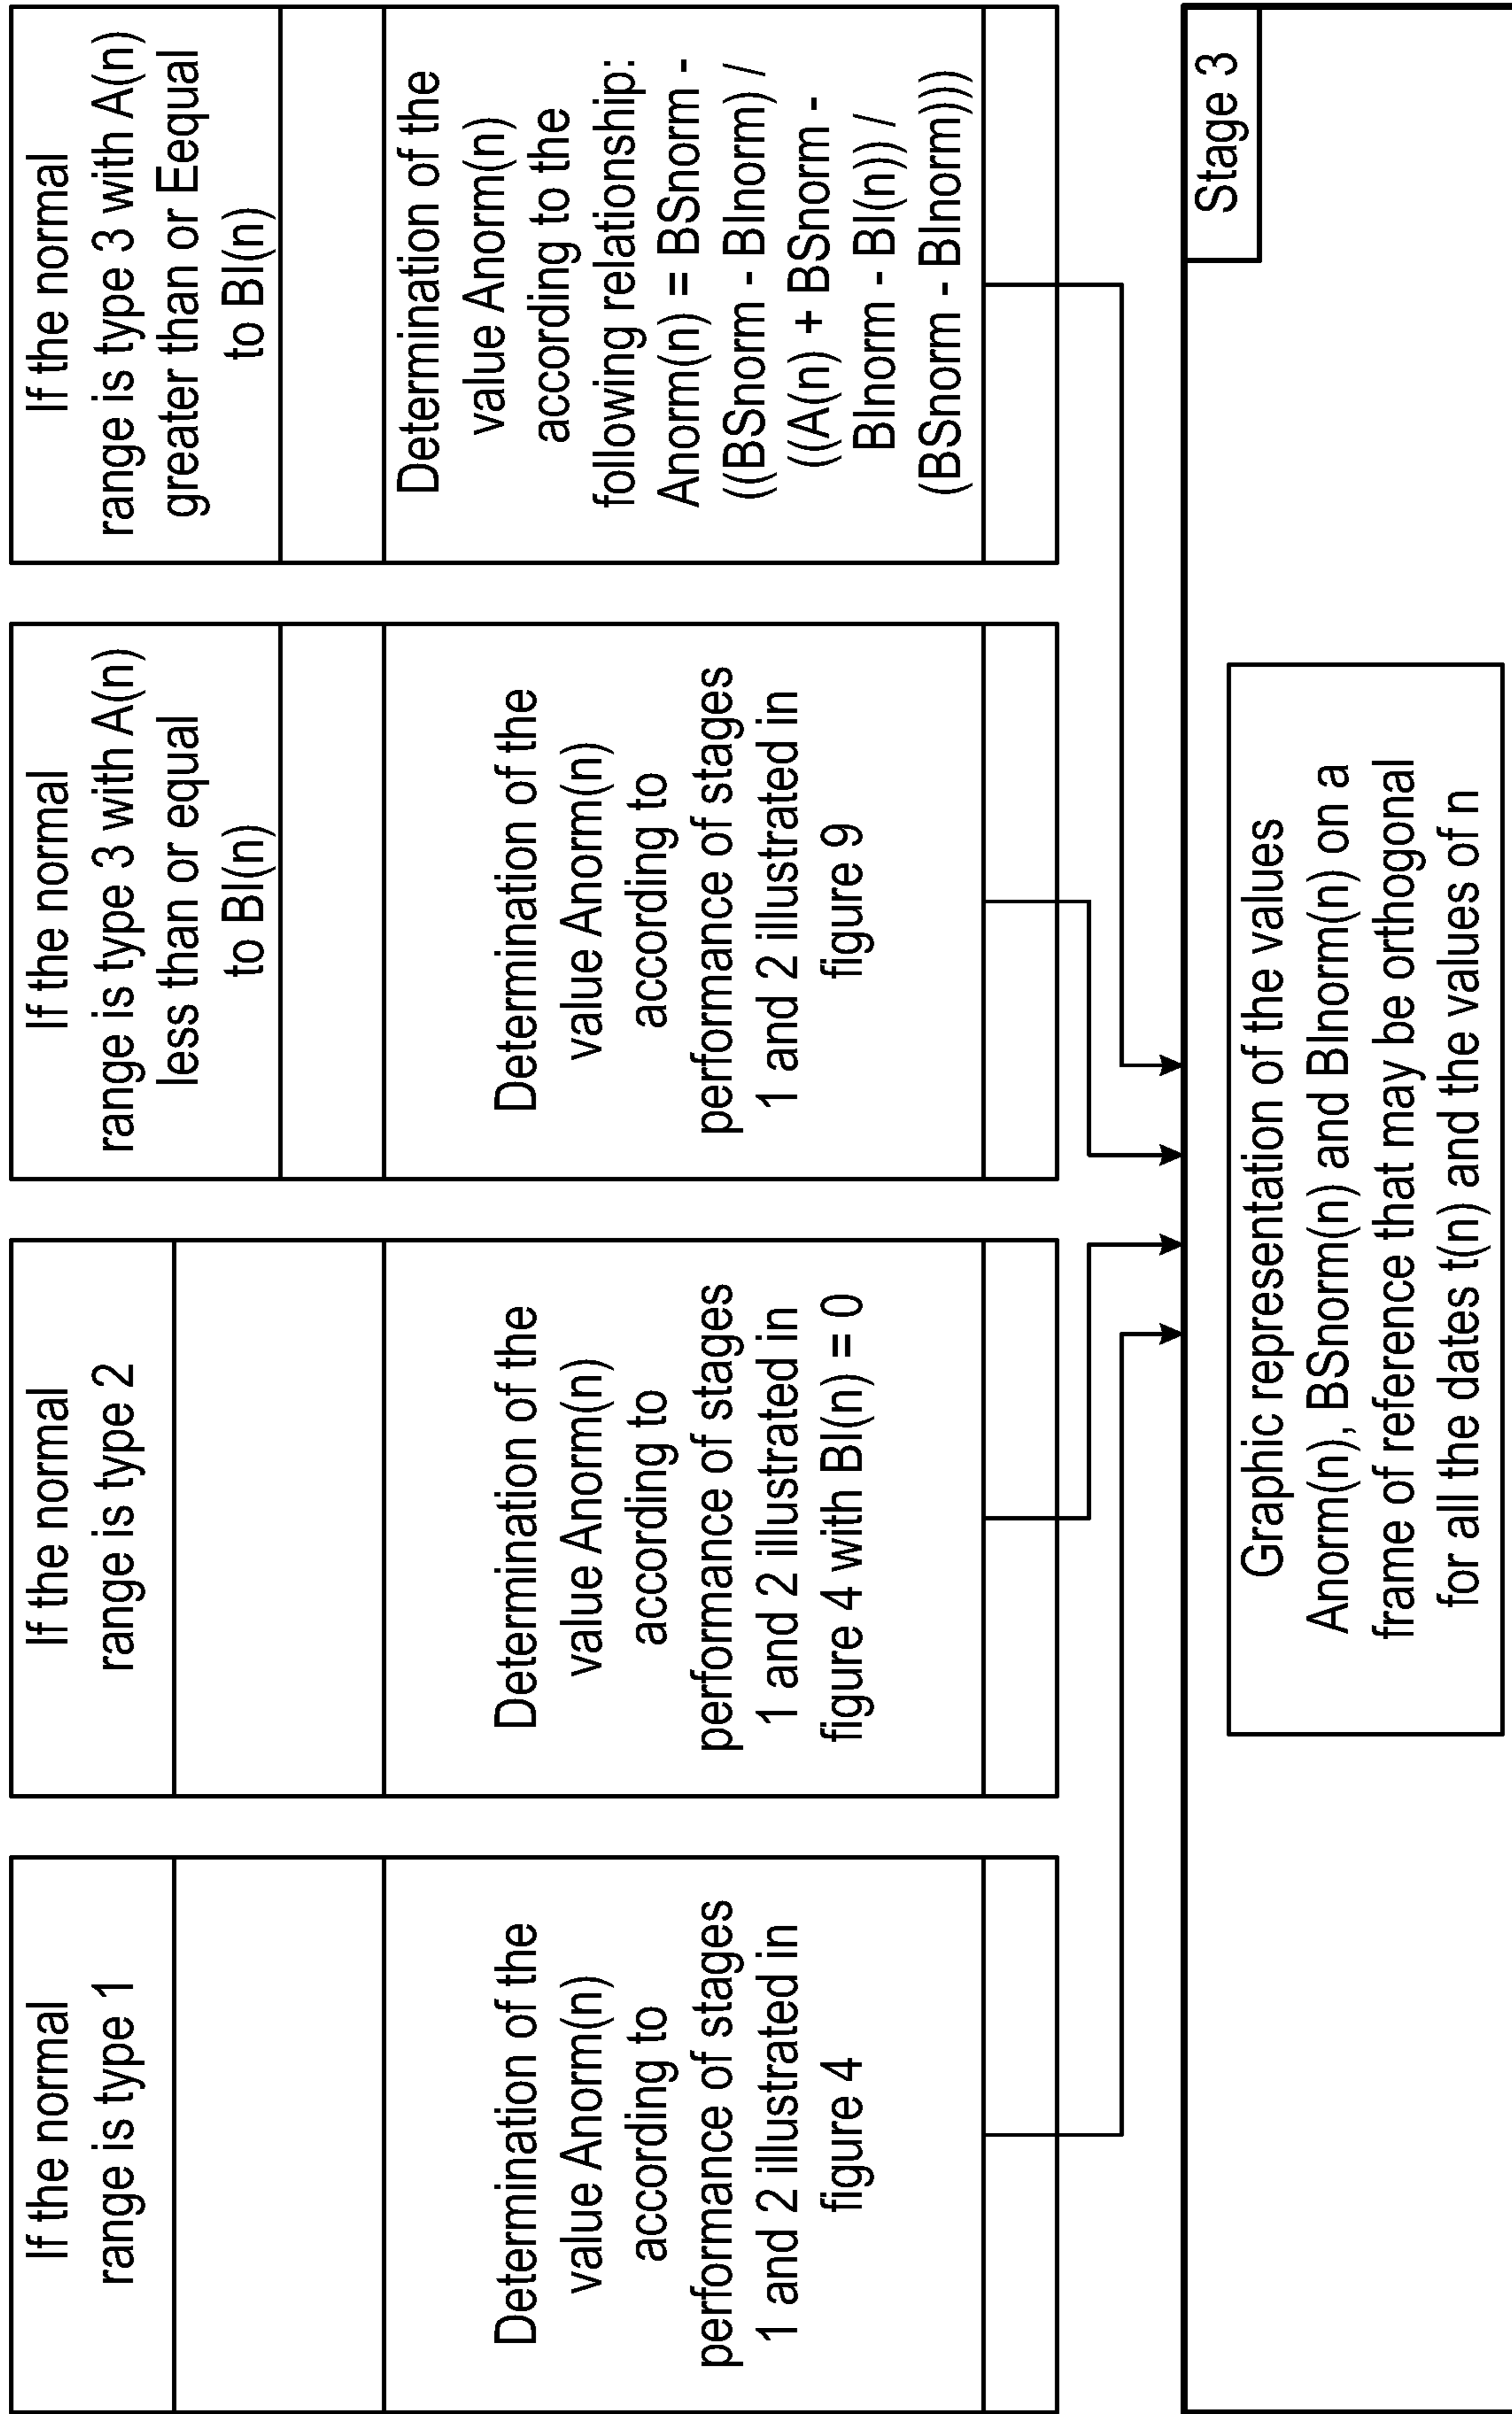 If the normal
range is type 1
Determination of the
value Anorm(n)
according to
performance of stages
1 and 2 illustrated in
figure 4
If the normal
range is type 2
Determination of the
value Anorm(n)
according to
performance of stages
1 and 2 illustrated in
figure 4 with BI(n) = 0
If the normal
range is type 3 with A(n)
less than or equal
to BI(n)
Determination of the
value Anorm(n)
according to
performance of stages
1 and 2 illustrated in
figure 9
If the normal
range is type 3 with A(n)
greater than or Eequal
to BI(n)
Determination of the
value Anorm(n)
according to the
following relationship:
Anorm(n) = BSnorm -
((BSnorm - BInorm) /
((A(n) + BSnorm -
BInorm - BI(n))) /
(BSnorm - BInorm)))
Stage 3
Graphic representation of the values
Anorm(n), BSnorm(n) and BInorm(n) on a
frame of reference that may be orthogonal
for all the dates t(n) and the values of n